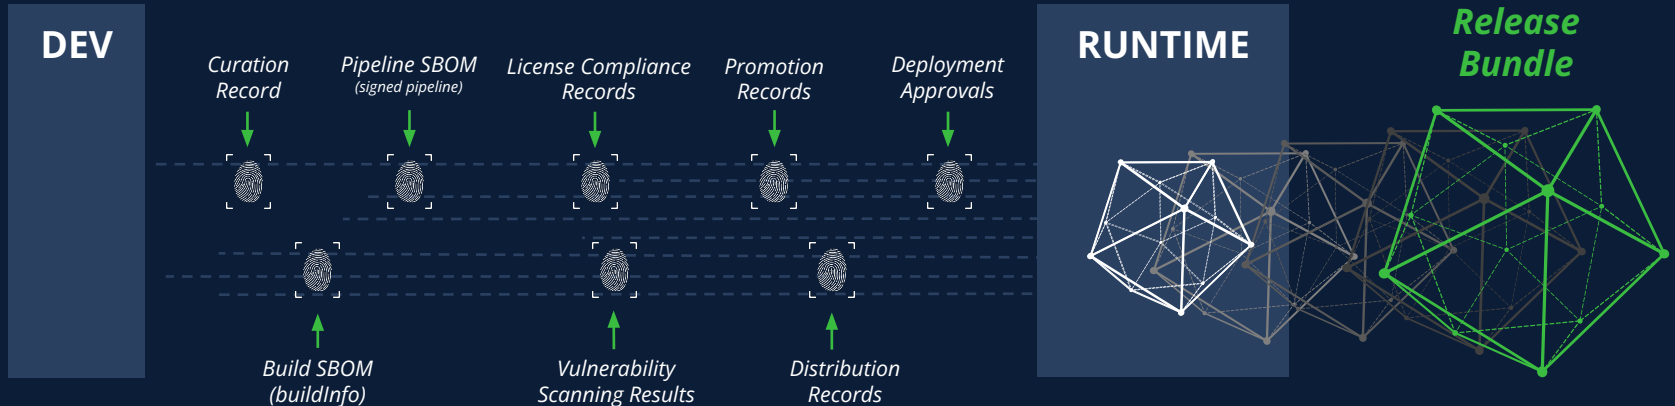 DEV
Curation
Record
Pipeline SBOM
(signed pipeline)
License Compliance
Records
Promotion
Records
Deployment
Approvals
RUNTIME
Release
Bundle
Build SBOM
(buildInfo)
Vulnerability
Scanning Results
Distribution
Records